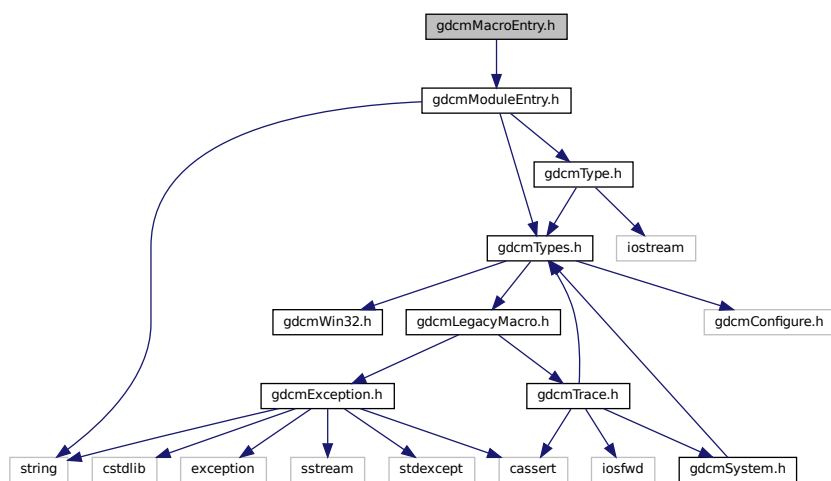 gdcmMacroEntry.h
gdcmModuleEntry.h
gdcmType.h
gdcmTypes.h
iostream
gdcmWin32.h
gdcmLegacyMacro.h
gdcmConfigure.h
gdcmException.h
gdcmTrace.h
string
cstdlib
exception
sstream
stdexcept
cassert
iosfwd
gdcmSystem.h